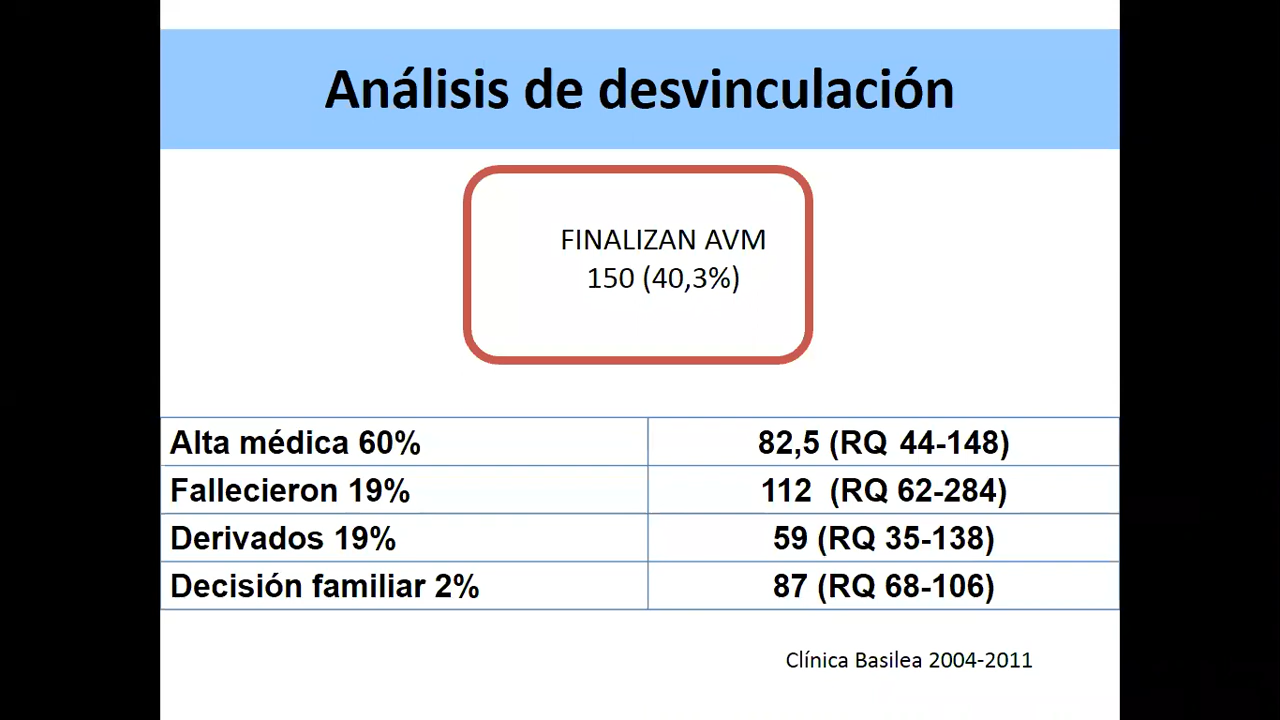 Análisis de desvinculación
FINALIZAN AVM
150 (40,3%)
Alta médica 60% 82,5 (RQ 44-148)
Fallecieron 19% 112 (RQ 62-284)
Derivados 19% 59 (RQ 35-138)
Decisión familiar 2% 87 (RQ 68-106)
Clínica Basilea 2004-2011